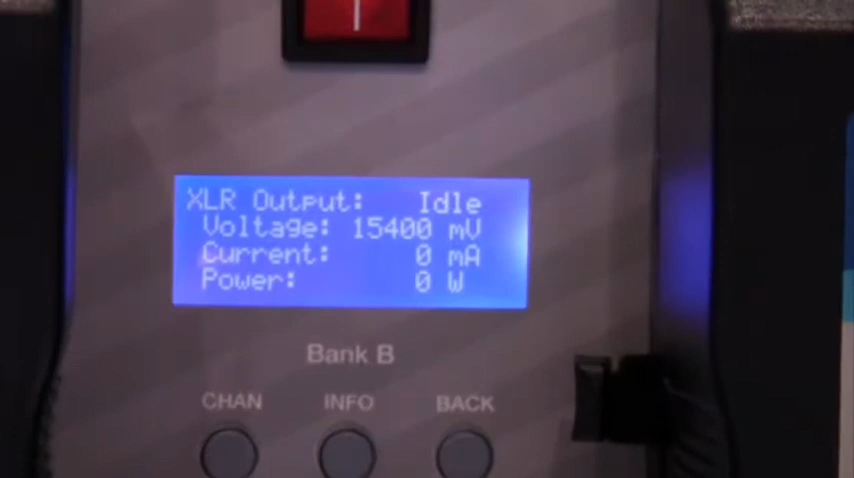 XLR Output: Idle
Voltage: 15400 mV
Current: 0 mA
Power: 0 W
Bank B
CHAN INFO BACK